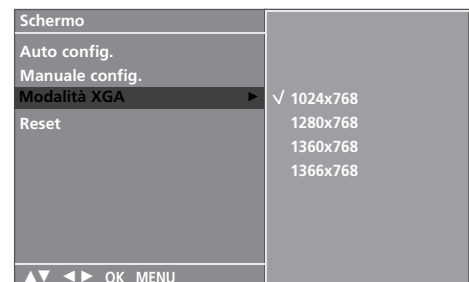 Schermo
Auto config.
Manuale config.
Modalità XGA ►
Reset
√ 1024x768
1280x768
1360x768
1366x768
▲▼ ◄► OK MENU